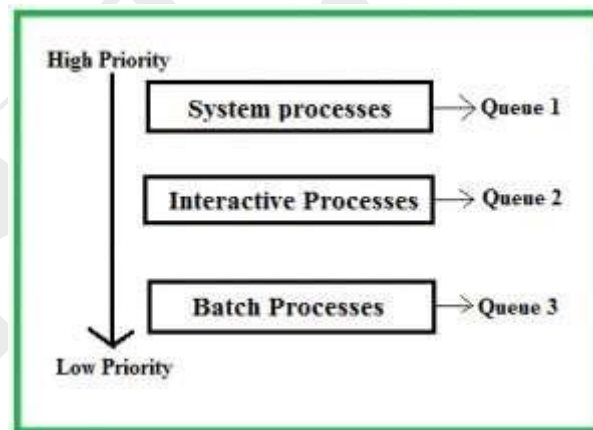 High Priority
System processes
Queue 1
Interactive Processes
Queue 2
Batch Processes
Queue 3
Low Priority